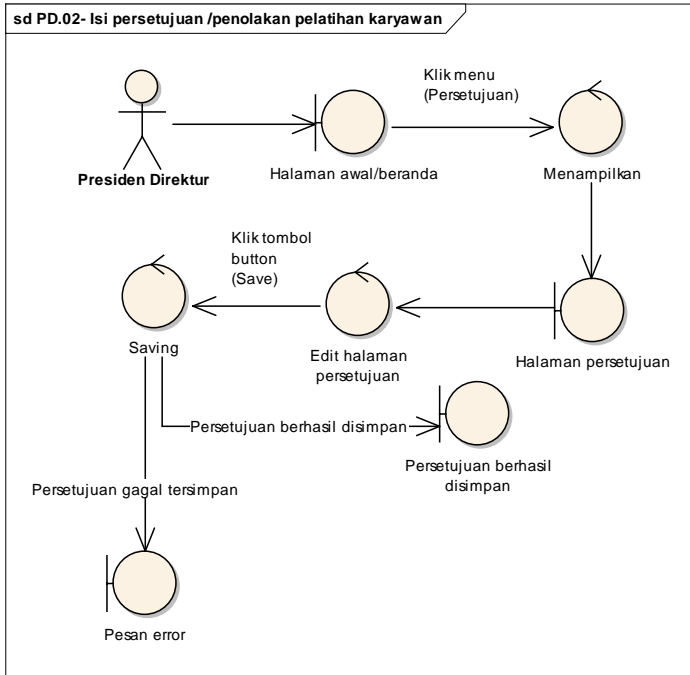 sd PD.02- Isi persetujuan /penolakan pelatihan karyawan
Klik menu
(Persetujuan)
Presiden Direktur
Halaman awal/beranda
Menampilkan
Klik tombol
button
(Save)
Saving
Edit halaman
persetujuan
Halaman persetujuan
Persetujuan berhasil disimpan
Persetujuan berhasil
disimpan
Persetujuan gagal tersimpan
Pesan error